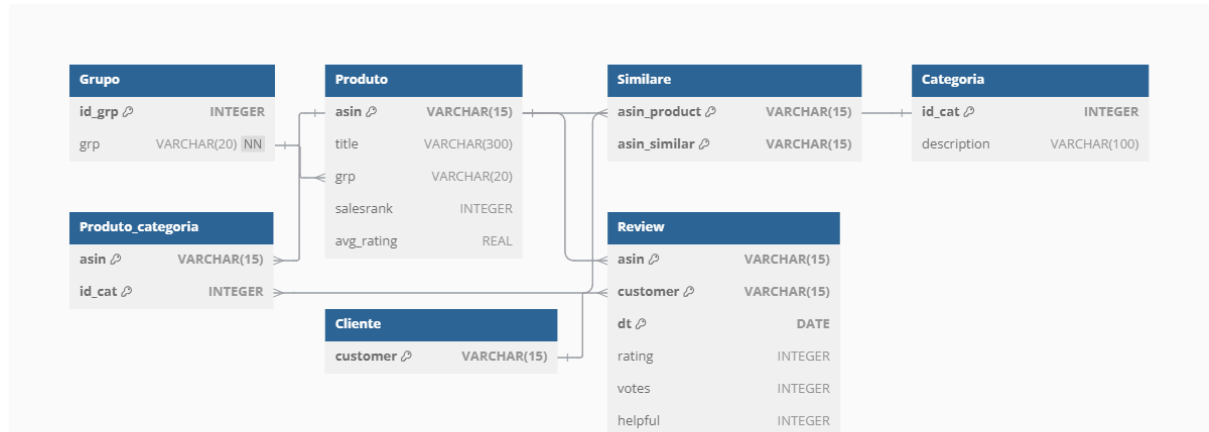 Grupo
id_grp INTEGER
grp VARCHAR(20) NN
Produto
asin VARCHAR(15)
title VARCHAR(300)
grp VARCHAR(20)
salesrank INTEGER
avg_rating REAL
Similare
asin_product VARCHAR(15)
asin_similar VARCHAR(15)
Categoria
id_cat INTEGER
description VARCHAR(100)
Produto_categoria
asin VARCHAR(15)
id_cat INTEGER
Cliente
customer VARCHAR(15)
Review
asin VARCHAR(15)
customer VARCHAR(15)
dt DATE
rating INTEGER
votes INTEGER
helpful INTEGER